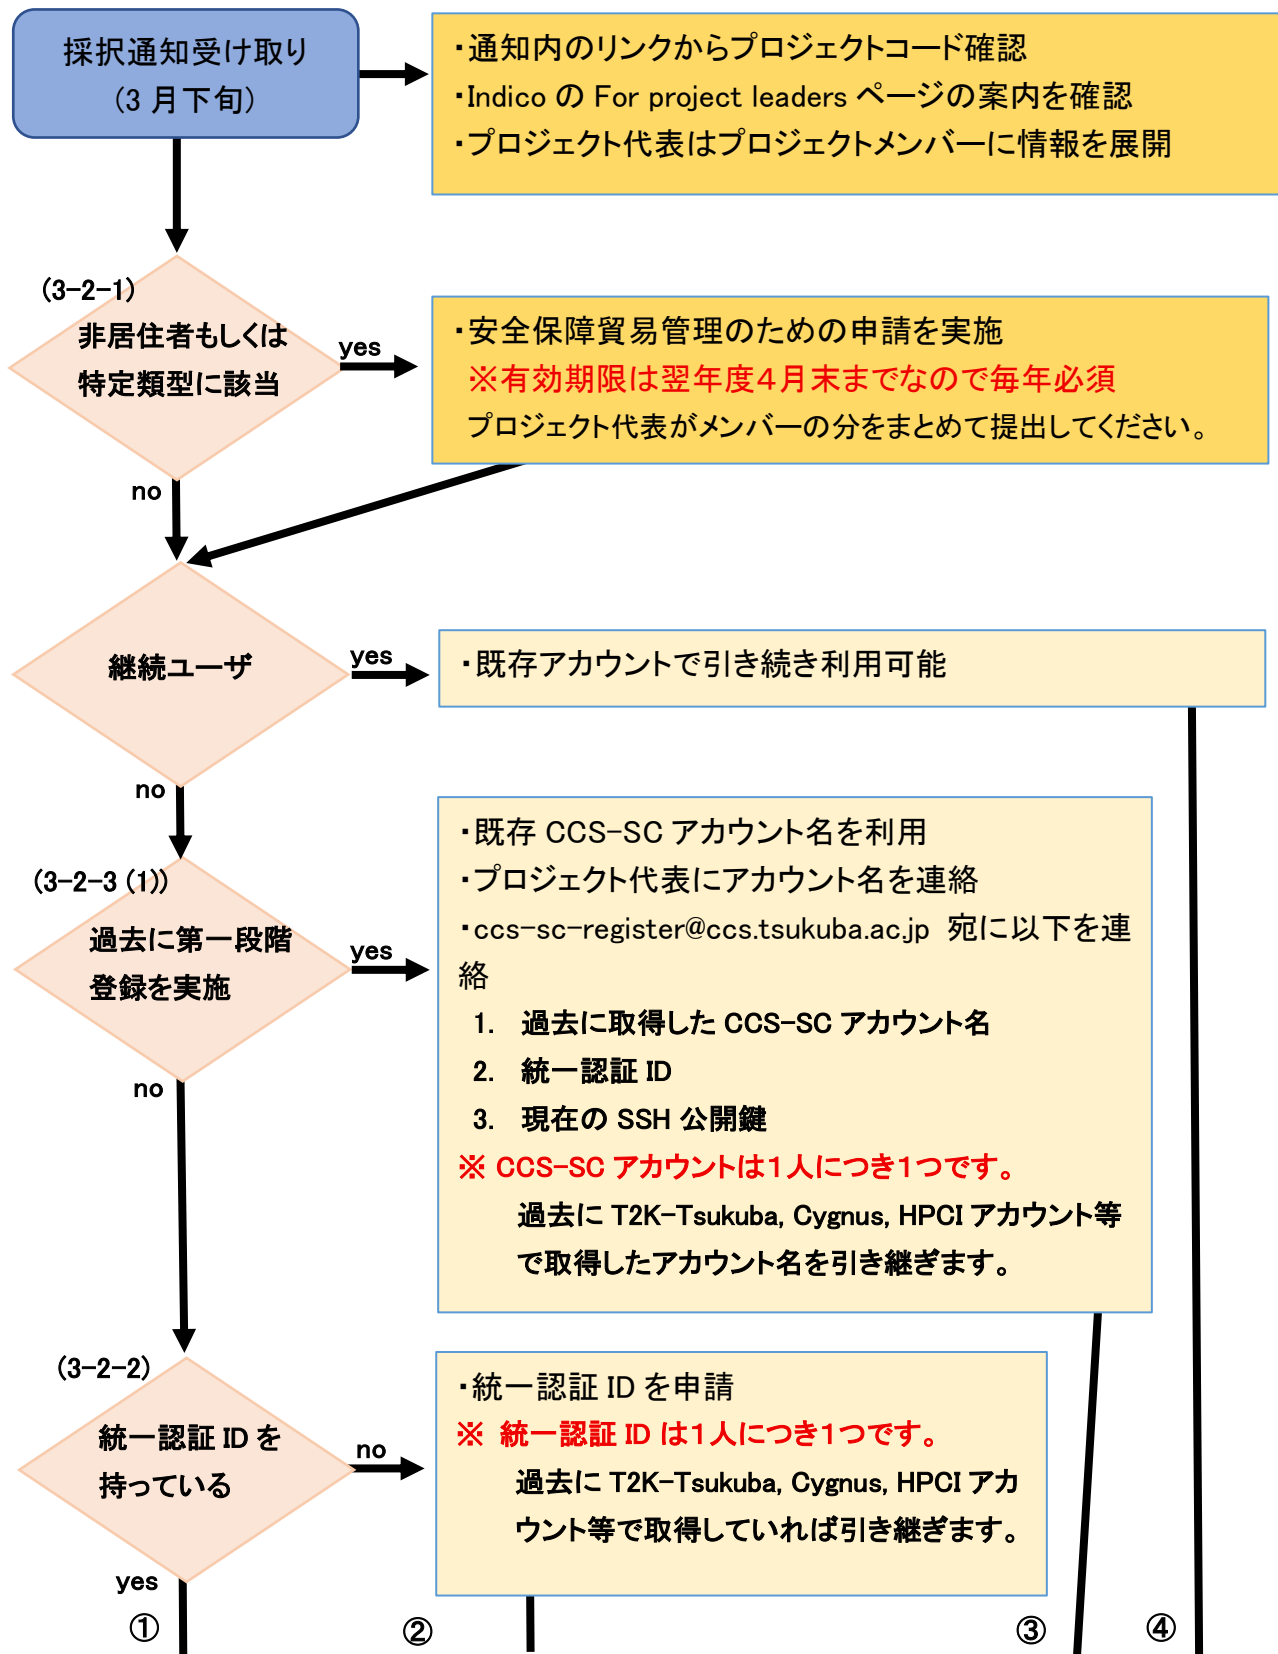 採択通知受け取り
(3 月下旬)
・通知内のリンクからプロジェクトコード確認
・Indico の For project leaders ページの案内を確認
・プロジェクト代表はプロジェクトメンバーに情報を展開
(3-2-1)
非居住者もしくは
特定類型に該当
yes
no
・安全保障貿易管理のための申請を実施
※有効期限は翌年度４月末までなので毎年必須
プロジェクト代表がメンバーの分をまとめて提出してください。
継続ユーザ
yes
no
・既存アカウントで引き続き利用可能
(3-2-3 (1))
過去に第一段階
登録を実施
yes
no
・既存 CCS-SC アカウント名を利用
・プロジェクト代表にアカウント名を連絡
・ccs-sc-register@ccs.tsukuba.ac.jp 宛に以下を連
絡
1. 過去に取得した CCS-SC アカウント名
2. 統一認証 ID
3. 現在の SSH 公開鍵
※ CCS-SC アカウントは１人につき１つです。
過去に T2K-Tsukuba, Cygnus, HPCI アカウント等
で取得したアカウント名を引き継ぎます。
(3-2-2)
統一認証 ID を
持っている
no
yes
・統一認証 ID を申請
※ 統一認証 ID は１人につき１つです。
過去に T2K-Tsukuba, Cygnus, HPCI アカ
ウント等で取得していれば引き継ぎます。
①
②
③
④